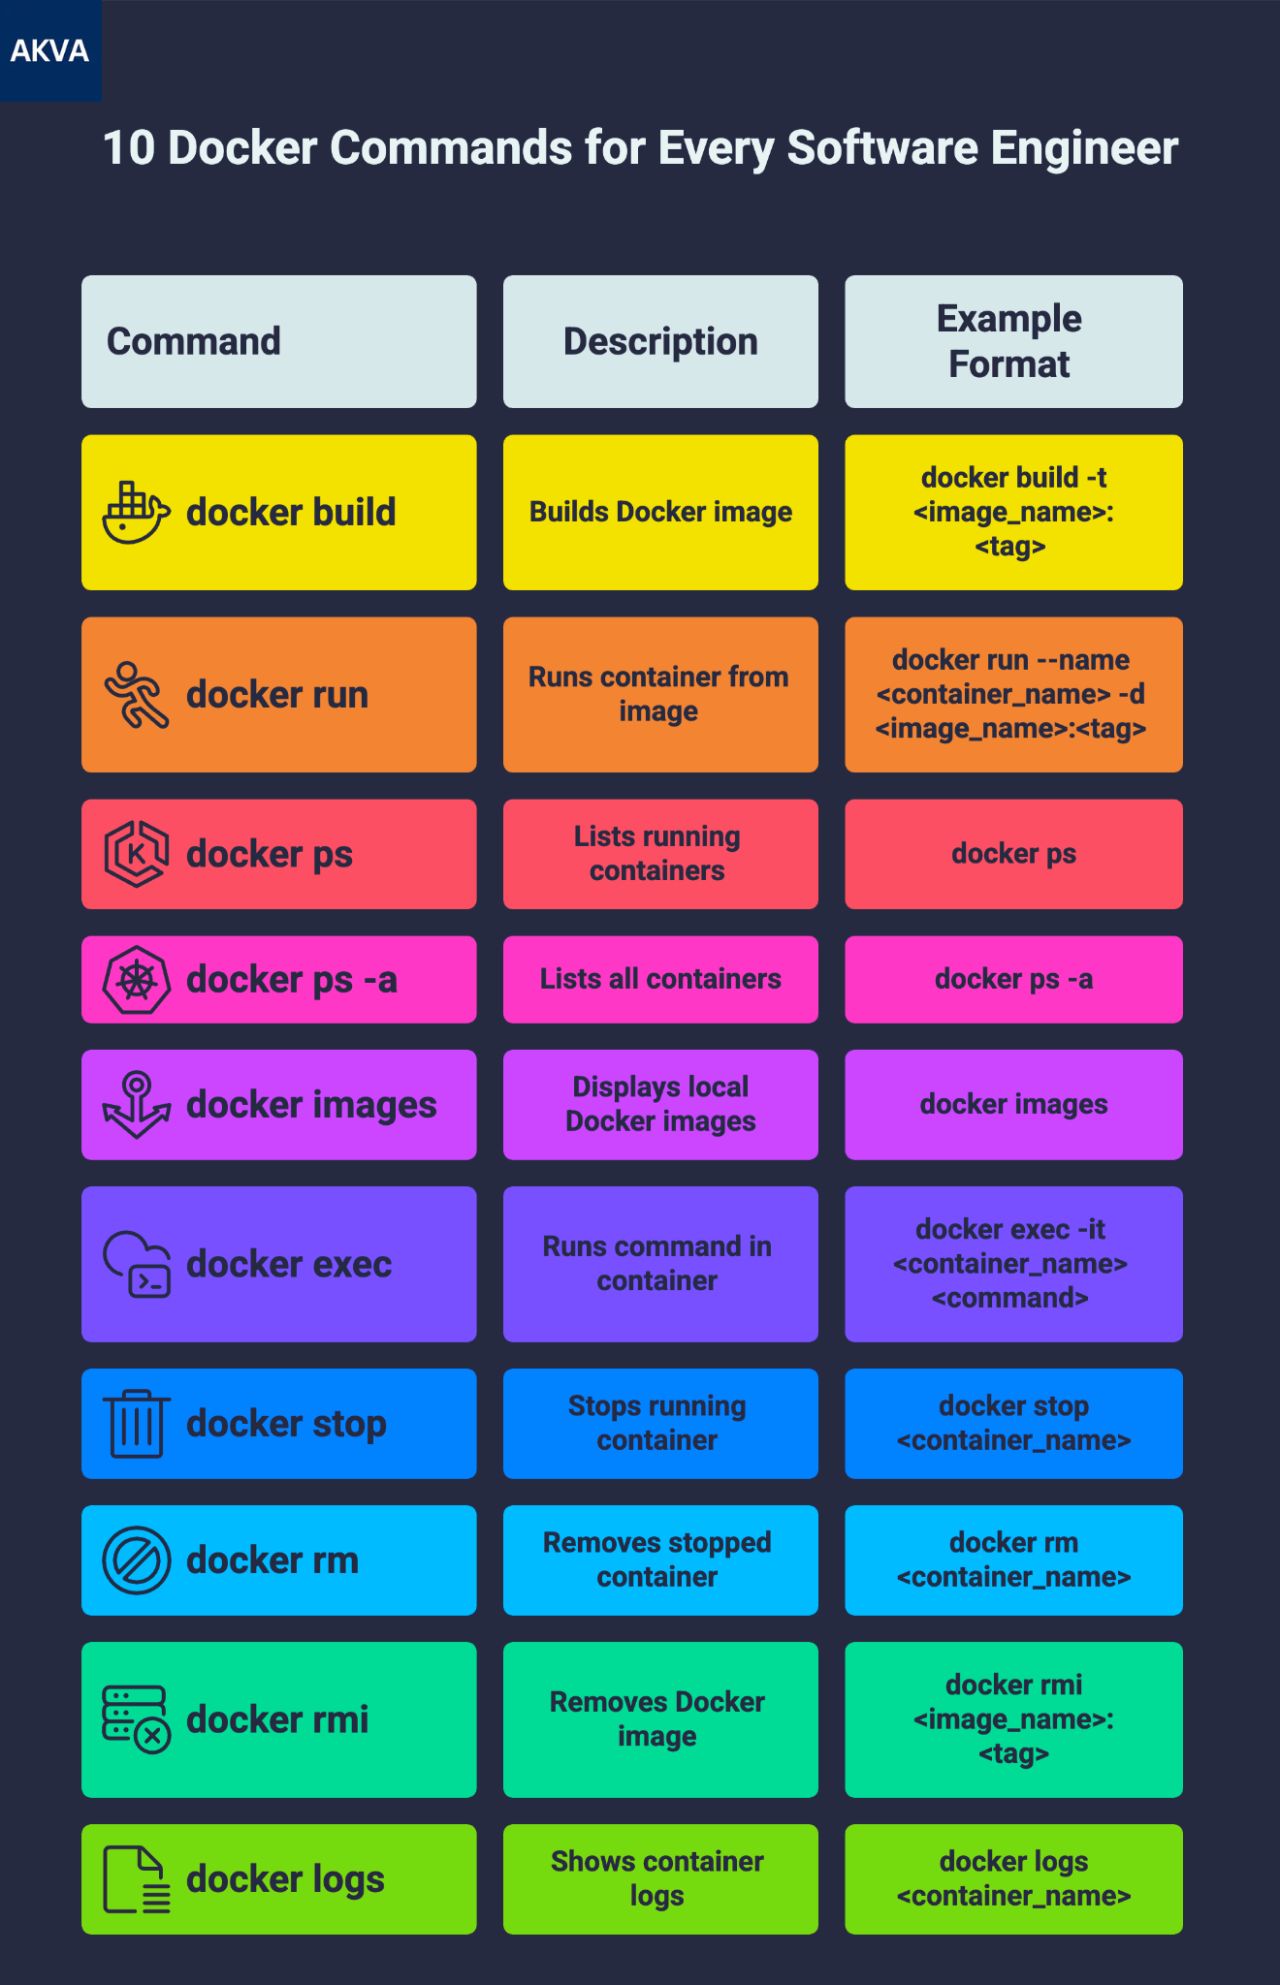 AKVA
10 Docker Commands for Every Software Engineer
Command
Description
Example
Format
docker build
Builds Docker image
docker build -t
<image_name>:
<tag>
docker run
Runs container from
image
docker run --name
<container_name> -d
<image_name>:<tag>
K
docker ps
Lists running
containers
docker ps
docker ps -a
Lists all containers
docker ps -a
docker images
Displays local
Docker images
docker images
docker exec
Runs command in
container
docker exec -it
<container_name>
<command>
docker stop
Stops running
container
docker stop
<container_name>
docker rm
Removes stopped
container
docker rm
<container_name>
docker rmi
Removes Docker
image
docker rmi
<image_name>:
<tag>
docker logs
Shows container
logs
docker logs
<container_name>